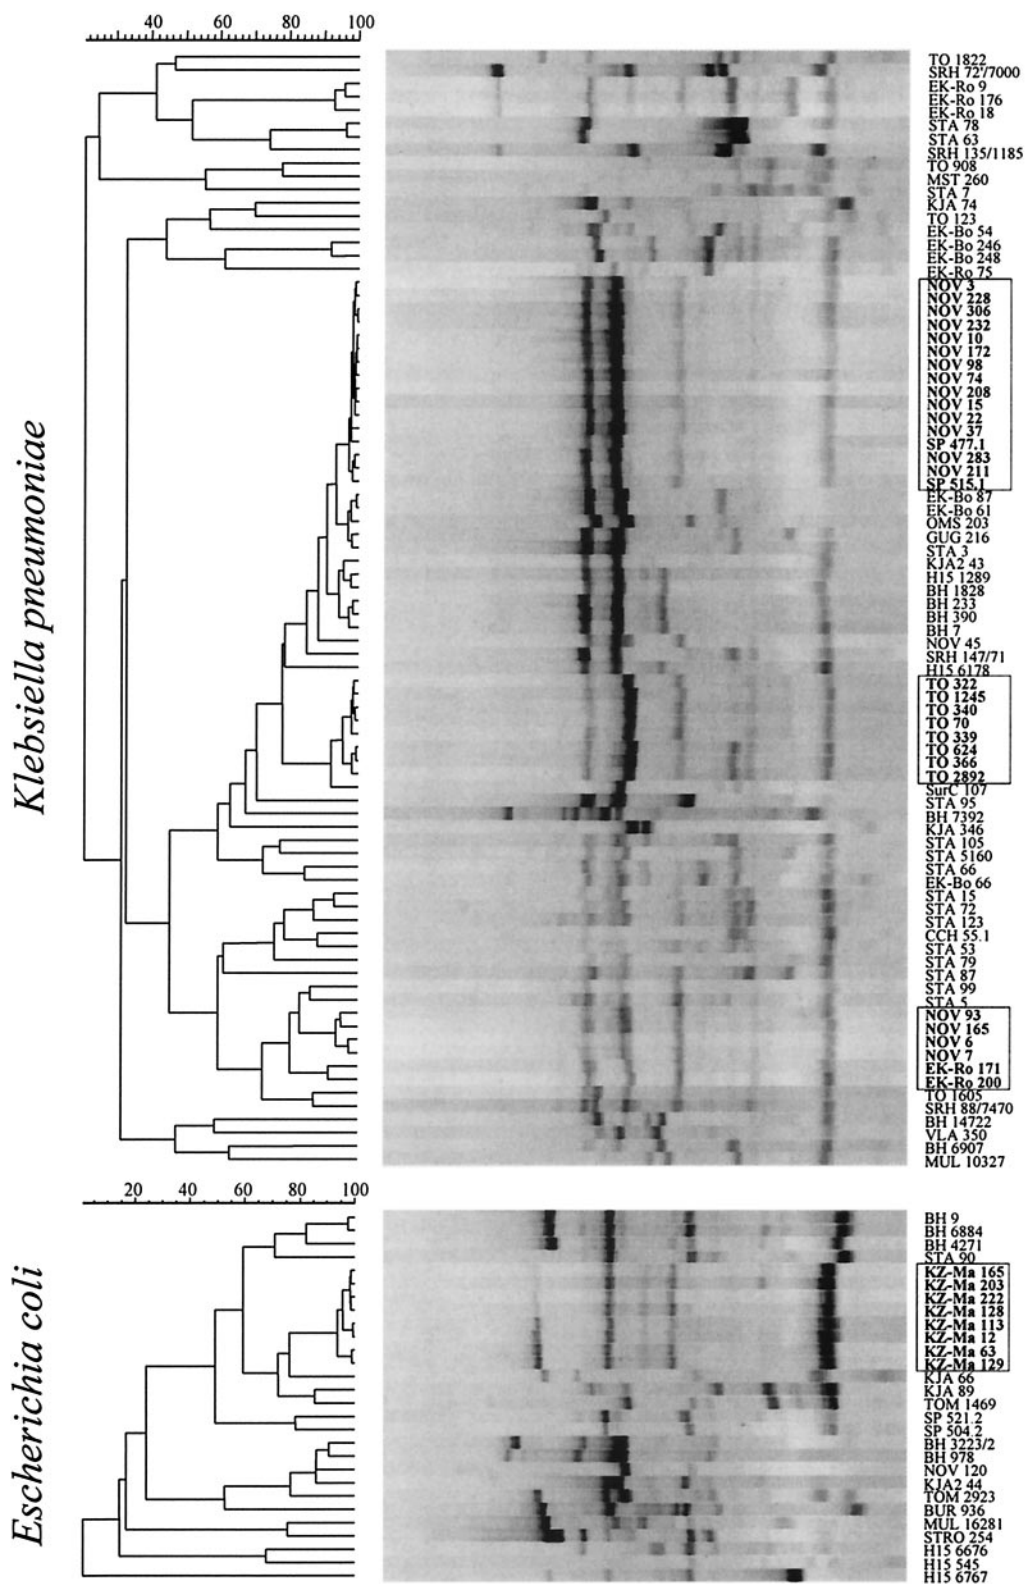 40 60 80 100
Klebsiella pneumoniae
TO 1822
SRH 72'/7000
EK-Ro 9
EK-Ro 176
EK-Ro 18
STA 78
STA 63
SRH 135/1185
TO 908
MST 260
STA 7
KJA 74
TO 123
EK-Bo 54
EK-Bo 246
EK-Bo 248
EK-Ro 75
NOV 3
NOV 228
NOV 306
NOV 232
NOV 10
NOV 172
NOV 98
NOV 74
NOV 208
NOV 15
NOV 22
NOV 37
SP 477.1
NOV 283
NOV 211
SP 515.1
EK-Bo 87
EK-Bo 61
OMS 203
GUG 216
STA 3
KJA2 43
H15 1289
BH 1828
BH 233
BH 390
BH 7
NOV 45
SRH 147/71
H15 6178
TO 322
TO 1245
TO 340
TO 70
TO 339
TO 624
TO 366
TO 2892
SurC 107
STA 95
BH 7392
KJA 346
STA 105
STA 5160
STA 66
EK-Bo 66
STA 15
STA 72
STA 123
CCH 55.1
STA 53
STA 79
STA 87
STA 99
STA 5
NOV 93
NOV 165
NOV 6
NOV 7
EK-Ro 171
EK-Ro 200
TO 1605
SRH 88/7470
BH 14722
VLA 350
BH 6907
MUL 10327
20 40 60 80 100
Escherichia coli
BH 9
BH 6884
BH 4271
STA 90
KZ-Ma 165
KZ-Ma 203
KZ-Ma 222
KZ-Ma 128
KZ-Ma 113
KZ-Ma 12
KZ-Ma 63
KZ-Ma 129
KJA 66
KJA 89
TOM 1469
SP 521.2
SP 504.2
BH 3223/2
BH 978
NOV 120
KJA2 44
TOM 2923
BUR 936
MUL 16281
STRO 254
H15 6676
H15 545
H15 6767